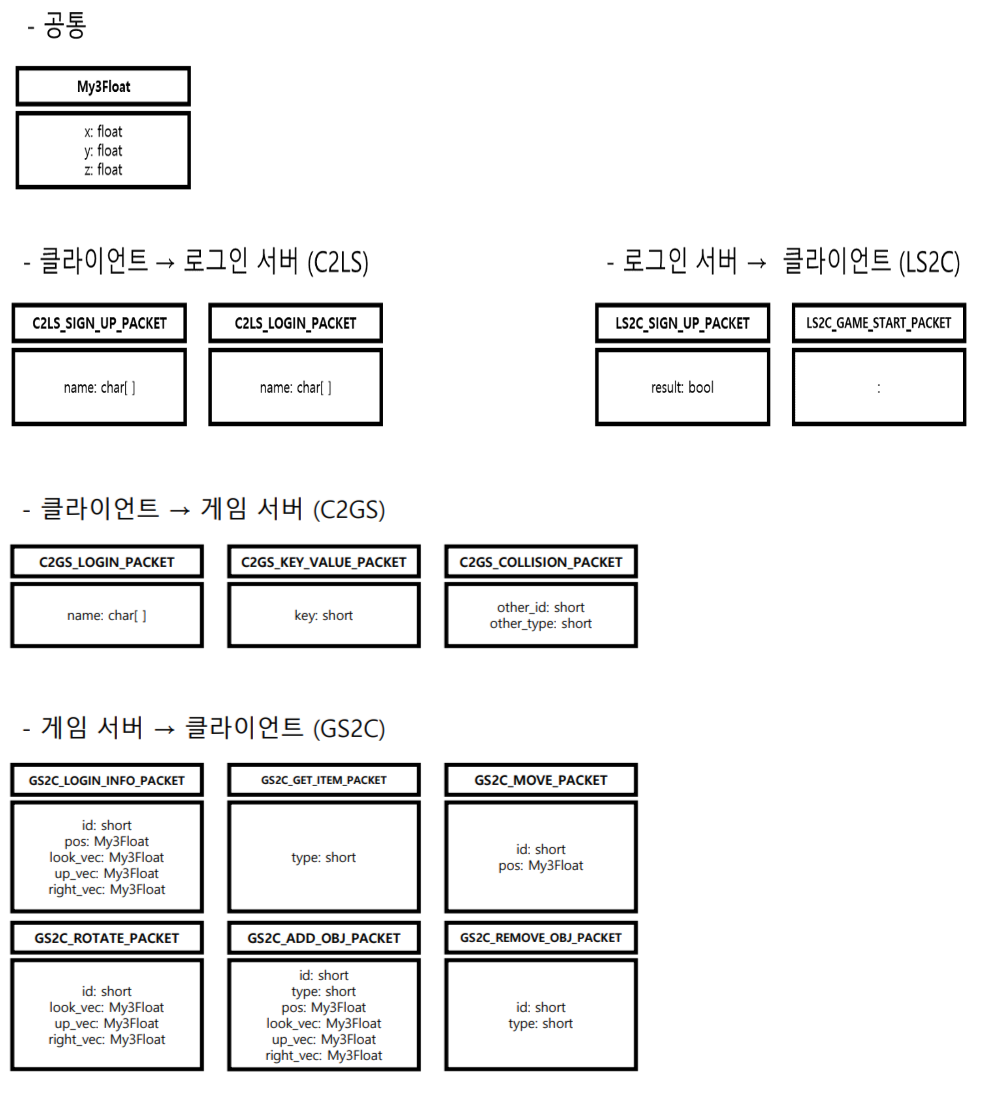 - 공통
My3Float
x: float
y: float
z: float
- 클라이언트 → 로그인 서버 (C2LS)
C2LS_SIGN_UP_PACKET
name: char[ ]
C2LS_LOGIN_PACKET
name: char[ ]
- 로그인 서버 → 클라이언트 (LS2C)
LS2C_SIGN_UP_PACKET
result: bool
LS2C_GAME_START_PACKET
:
- 클라이언트 → 게임 서버 (C2GS)
C2GS_LOGIN_PACKET
name: char[ ]
C2GS_KEY_VALUE_PACKET
key: short
C2GS_COLLISION_PACKET
other_id: short
other_type: short
- 게임 서버 → 클라이언트 (GS2C)
GS2C_LOGIN_INFO_PACKET
id: short
pos: My3Float
look_vec: My3Float
up_vec: My3Float
right_vec: My3Float
GS2C_GET_ITEM_PACKET
type: short
GS2C_MOVE_PACKET
id: short
pos: My3Float
GS2C_ROTATE_PACKET
id: short
look_vec: My3Float
up_vec: My3Float
right_vec: My3Float
GS2C_ADD_OBJ_PACKET
id: short
type: short
pos: My3Float
look_vec: My3Float
up_vec: My3Float
right_vec: My3Float
GS2C_REMOVE_OBJ_PACKET
id: short
type: short